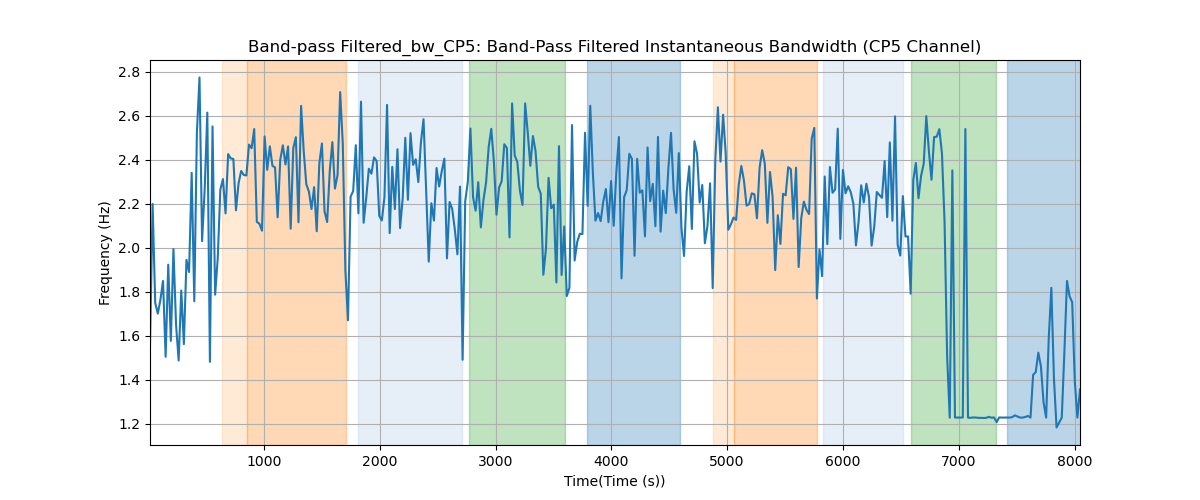 Band-pass Filtered_bw_CP5: Band-Pass Filtered Instantaneous Bandwidth (CP5 Channel)
Frequency (Hz)
2.8
2.6
2.4
2.2
2.0
1.8
1.6
1.4
1.2
1000 2000 3000 4000 5000 6000 7000 8000
Time(Time (s))